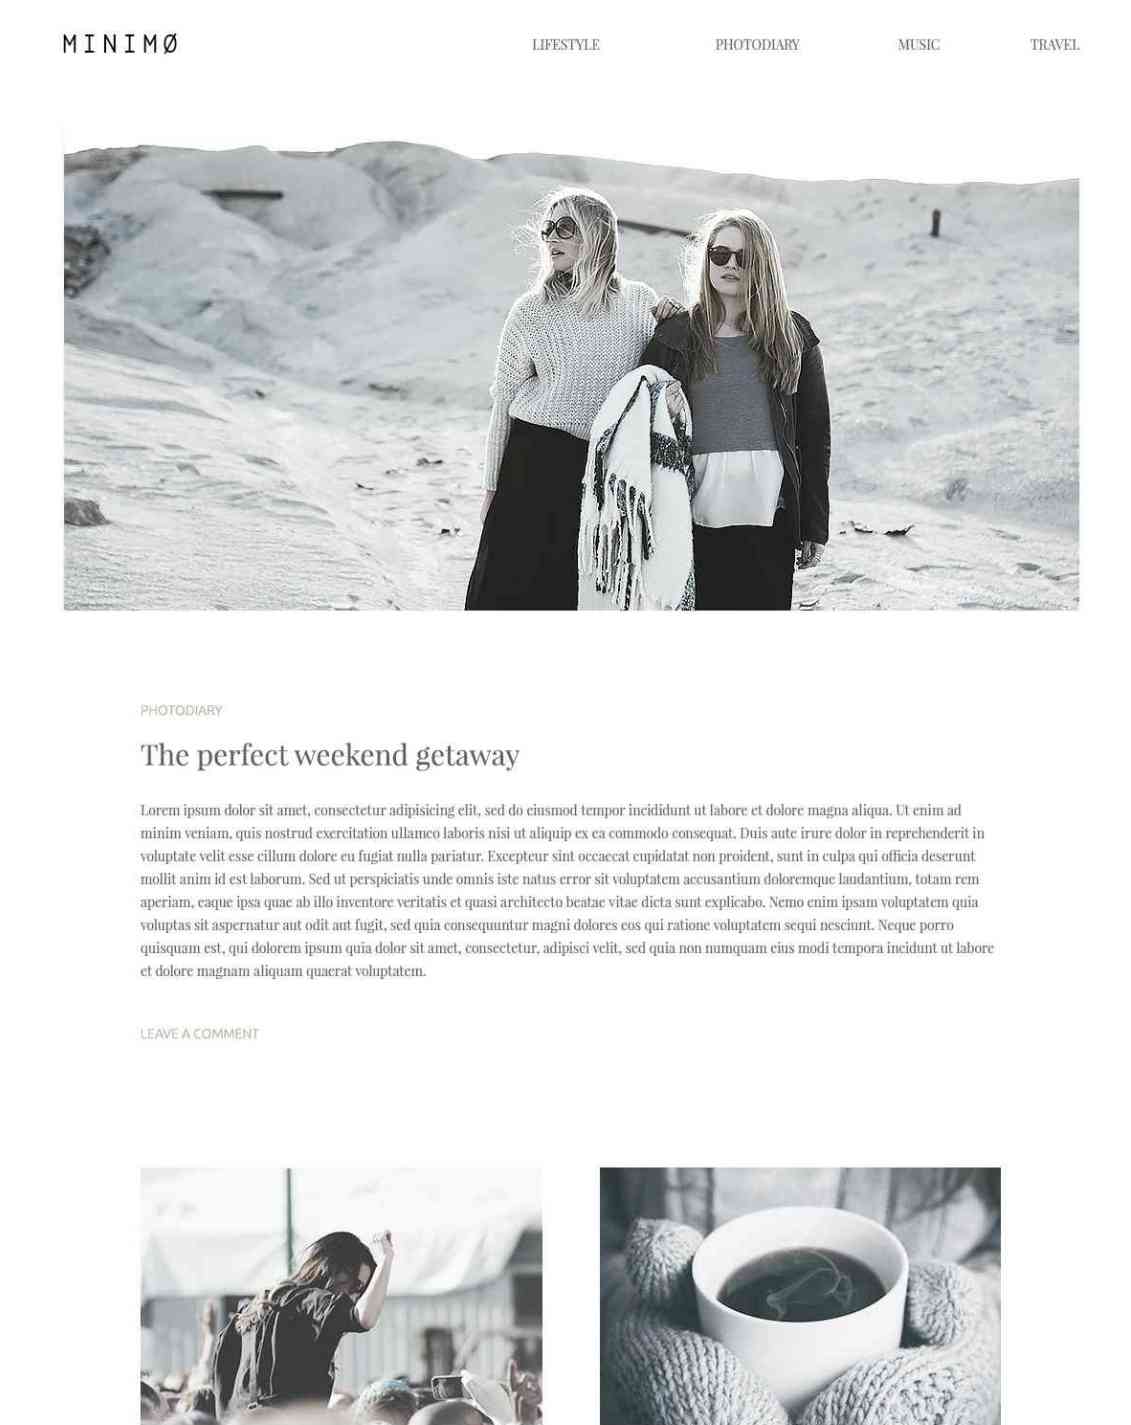 MINIMØ
LIFESTYLE PHOTODIARY MUSIC TRAVEL
PHOTODIARY
The perfect weekend getaway
Lorem ipsum dolor sit amet, consectetur adipisicing elit, sed do eiusmod tempor incididunt ut labore et dolore magna aliqua. Ut enim ad
minim veniam, quis nostrud exercitation ullamco laboris nisi ut aliquip ex ea commodo consequat. Duis aute irure dolor in reprehenderit in
voluptate velit esse cillum dolore eu fugiat nulla pariatur. Excepteur sint occaecat cupidatat non proident, sunt in culpa qui officia deserunt
mollit anim id est laborum. Sed ut perspiciatis unde omnis iste natus error sit voluptatem accusantium doloremque laudantium, totam rem
aperiam, eaque ipsa quae ab illo inventore veritatis et quasi architecto beatae vitae dicta sunt explicabo. Nemo enim ipsam voluptatem quia
voluptas sit aspernatur aut odit aut fugit, sed quia consequuntur magni dolores eos qui ratione voluptatem sequi nesciunt. Neque porro
quisquam est, qui dolorem ipsum quia dolor sit amet, consectetur, adipisci velit, sed quia non numquam eius modi tempora incidunt ut labore
et dolore magnam aliquam quaerat voluptatem.
LEAVE A COMMENT